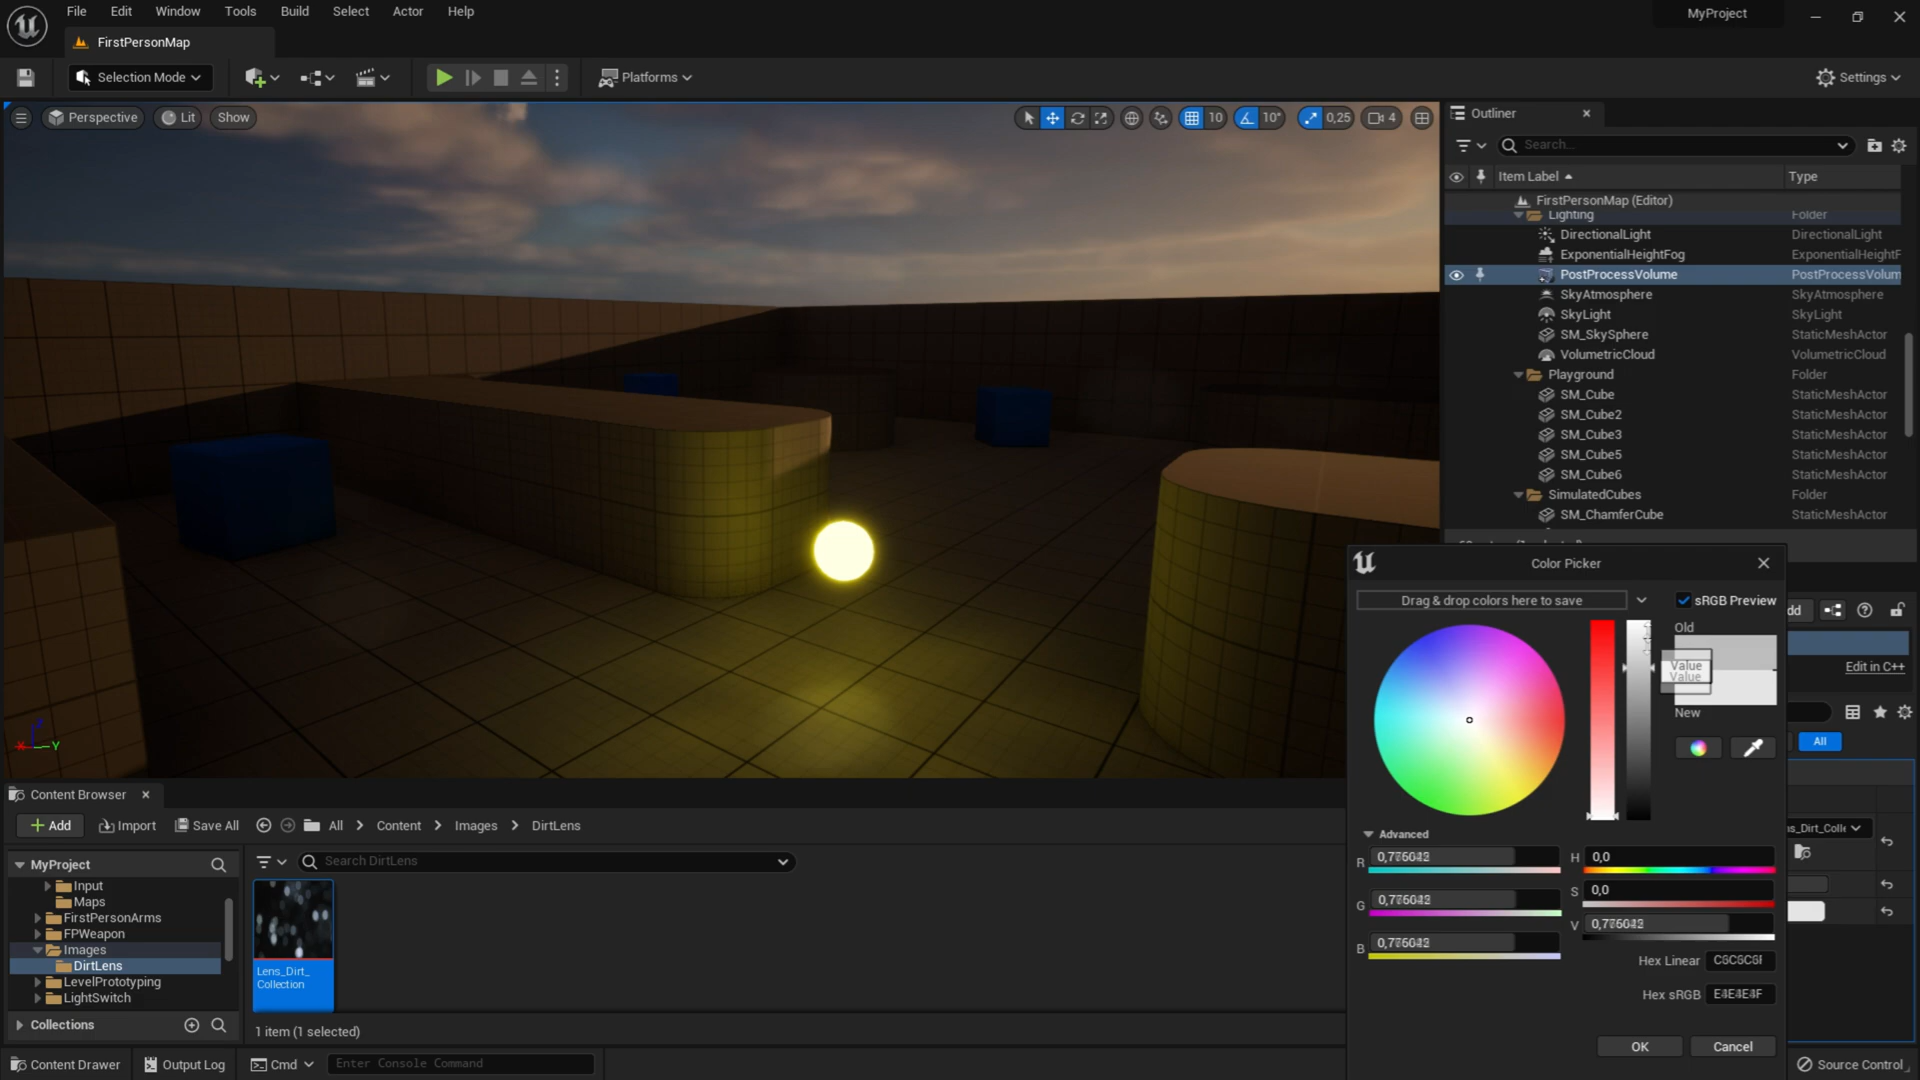 File Edit Window Tools Build Select Actor Help
MyProject
FirstPersonMap
Selection Mode
Platforms
Settings
Perspective
Lit
Show
10
10°
0,25
4
Outliner
Search...
Item Label
Type
FirstPersonMap (Editor)
Lighting Folder
DirectionalLight DirectionalLight
ExponentialHeightFog ExponentialHeightF
PostProcessVolume PostProcessVolum
SkyAtmosphere SkyAtmosphere
SkyLight SkyLight
SM_SkySphere StaticMeshActor
VolumetricCloud VolumetricCloud
Playground Folder
SM_Cube StaticMeshActor
SM_Cube2 StaticMeshActor
SM_Cube3 StaticMeshActor
SM_Cube5 StaticMeshActor
SM_Cube6 StaticMeshActor
SimulatedCubes Folder
SM_ChamferCube StaticMeshActor
Color Picker
Drag & drop colors here to save
sRGB Preview
Old
Value
Value
New
dd
Edit in C++
All
Advanced
R
H 0,0
G
S 0,0
B
V
Hex Linear
Hex sRGB
OK
Cancel
ns_Dirt_Colle
X
Y
Content Browser
Add
Import
Save All
All
Content
Images
DirtLens
MyProject
Search DirtLens
Input
Maps
FirstPersonArms
FPWeapon
Images
DirtLens
LevelPrototyping
LightSwitch
Lens_Dirt_
Collection
Collections
1 item (1 selected)
Content Drawer
Output Log
Cmd
Enter Console Command
Source Control